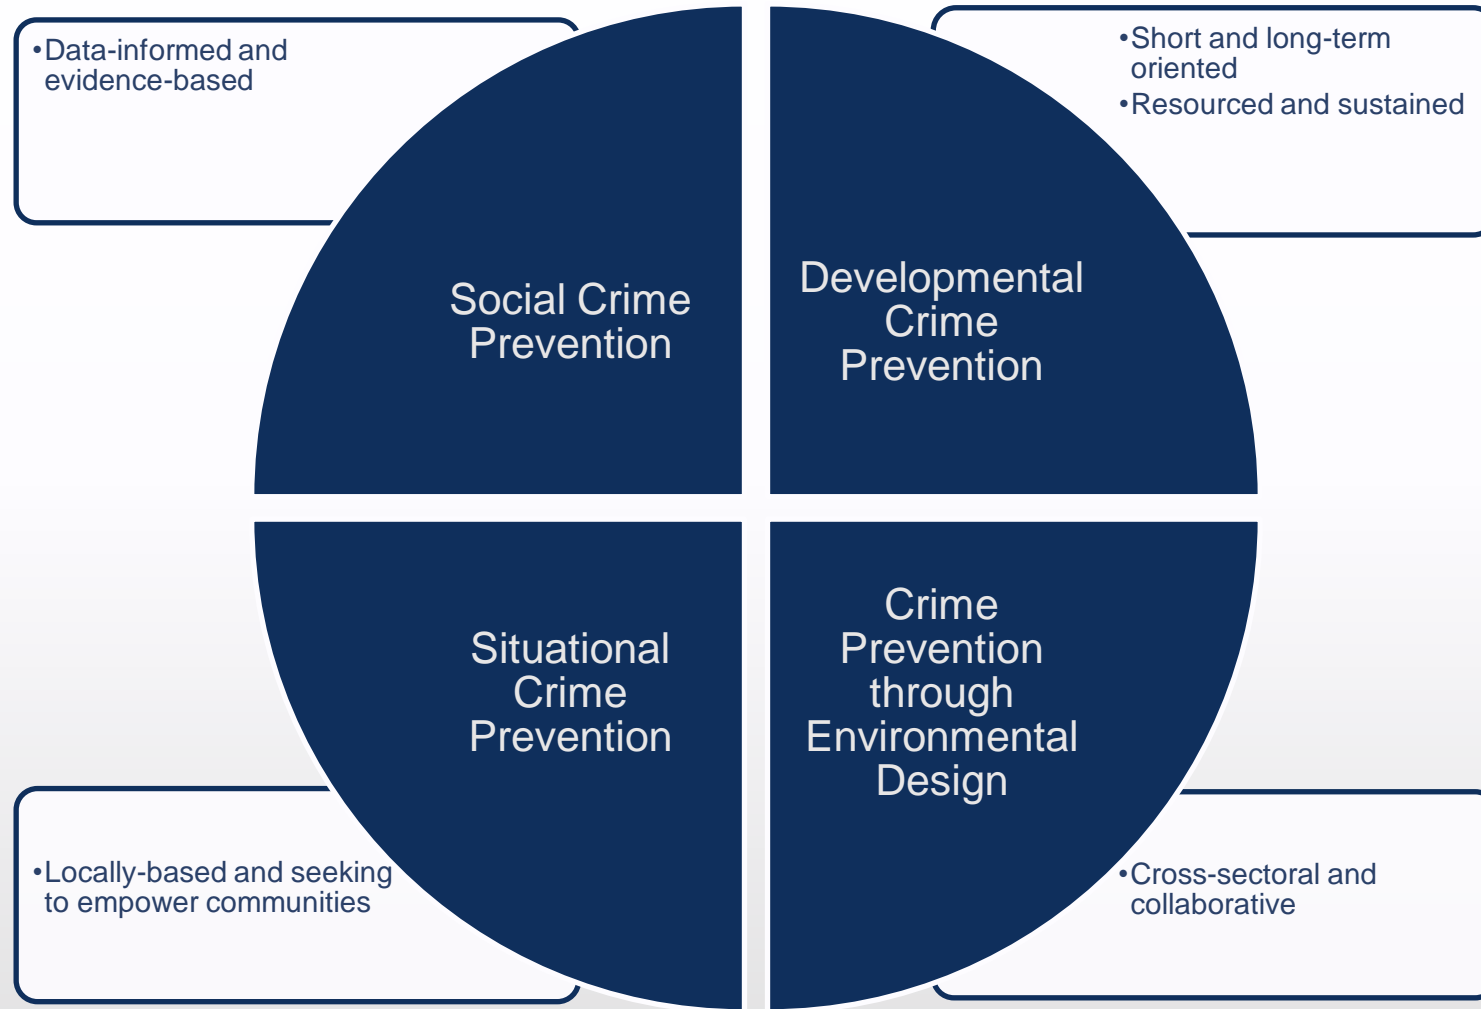 •Data-informed and
evidence-based
•Short and long-term
oriented
•Resourced and sustained
Social Crime
Prevention
Developmental
Crime
Prevention
Situational
Crime
Prevention
Crime
Prevention
through
Environmental
Design
•Locally-based and seeking
to empower communities
•Cross-sectoral and
collaborative